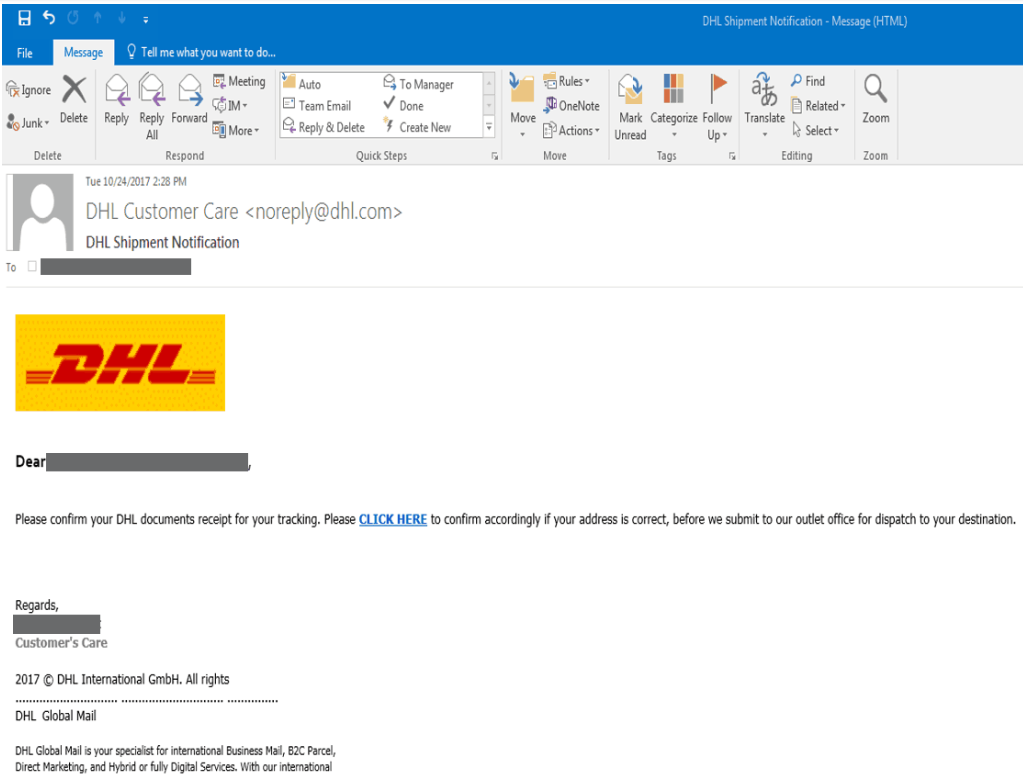 DHL Shipment Notification - Message (HTML)
File Message Tell me what you want to do...
Ignore
Junk
Delete
Reply
Reply All
Forward
Meeting
IM
More
Auto
Team Email
Reply & Delete
To Manager
Done
Create New
Move
Rules
OneNote
Actions
Mark Unread
Categorize
Follow Up
Translate
Find
Related
Select
Zoom
Delete Respond Quick Steps Move Tags Editing Zoom
Tue 10/24/2017 2:28 PM
DHL Customer Care <noreply@dhl.com>
DHL Shipment Notification
To
DHL
Dear ,
Please confirm your DHL documents receipt for your tracking. Please CLICK HERE to confirm accordingly if your address is correct, before we submit to our outlet office for dispatch to your destination.
Regards,
Customer's Care
2017 © DHL International GmbH. All rights
.............................. .............................. ...............
DHL Global Mail
DHL Global Mail is your specialist for international Business Mail, B2C Parcel,
Direct Marketing, and Hybrid or fully Digital Services. With our international